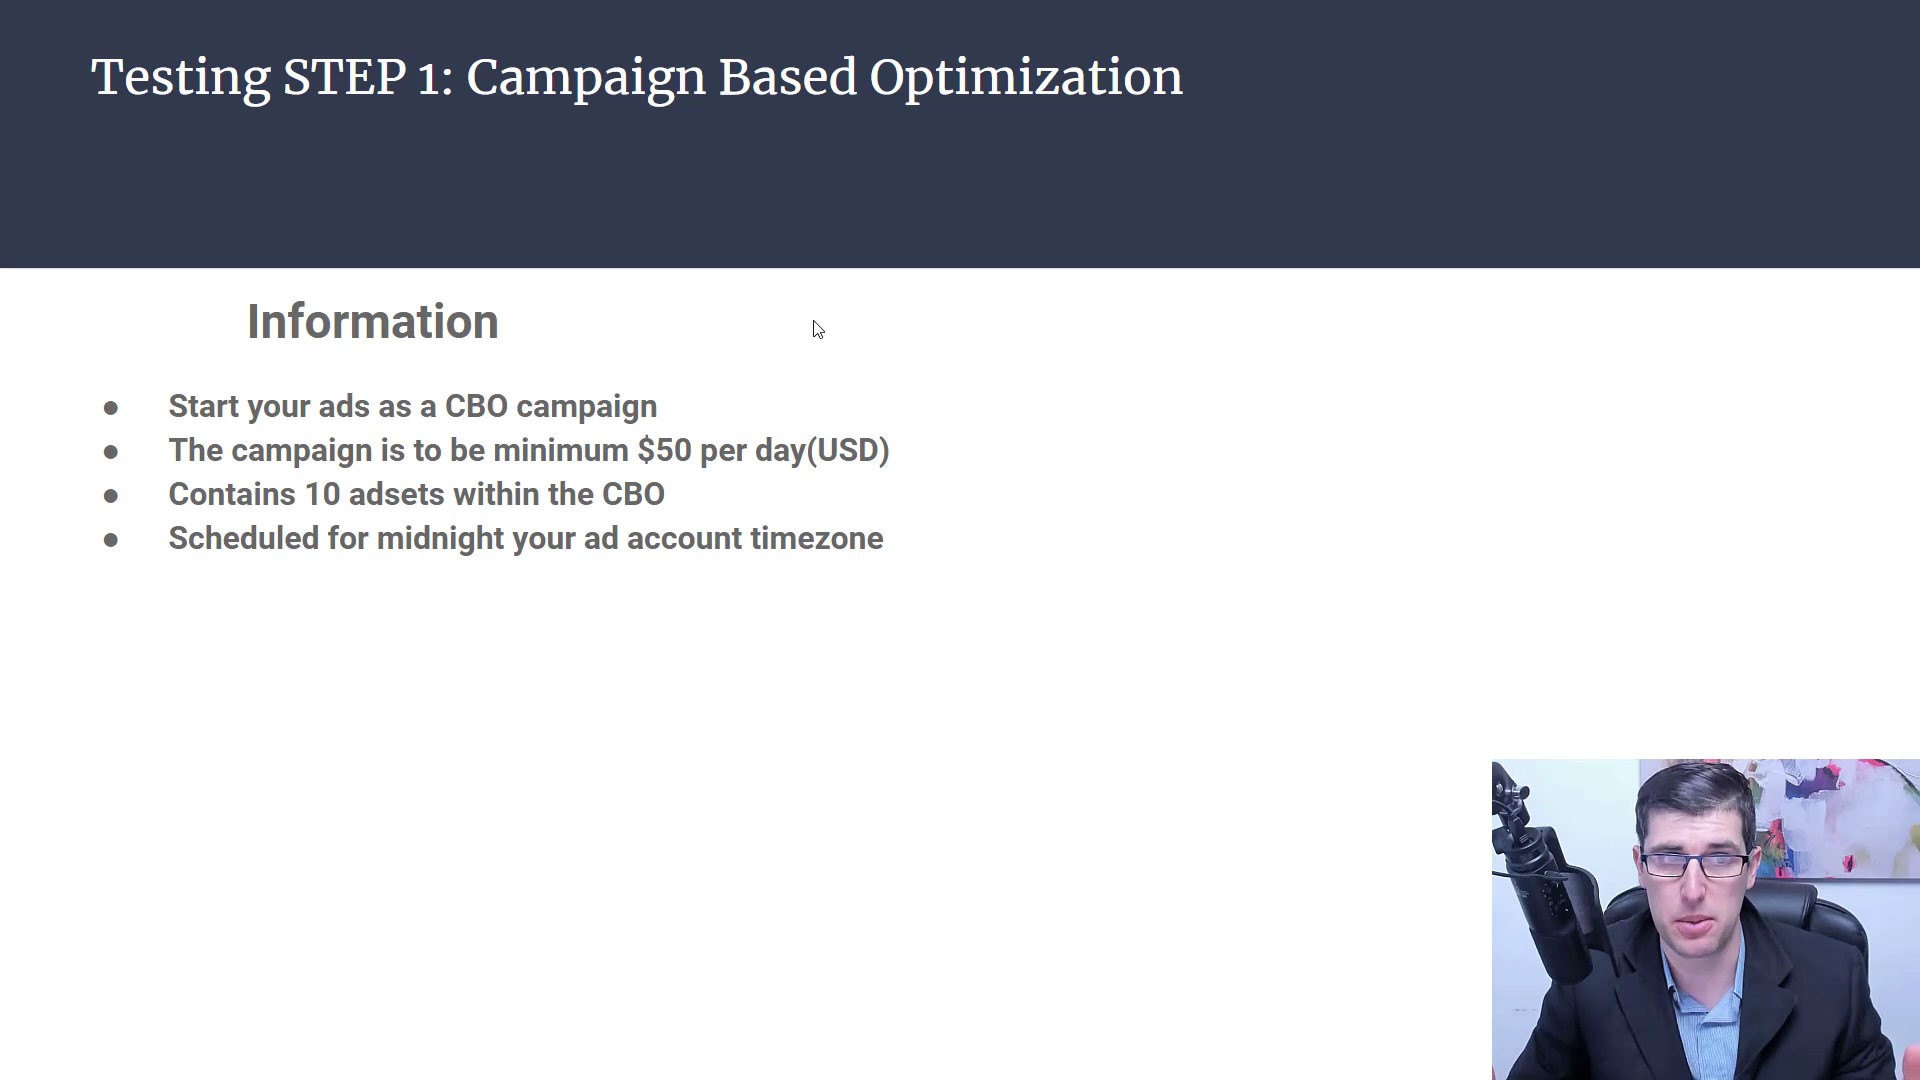 Testing STEP 1: Campaign Based Optimization
Information
● Start your ads as a CBO campaign
● The campaign is to be minimum $50 per day(USD)
● Contains 10 adsets within the CBO
● Scheduled for midnight your ad account timezone